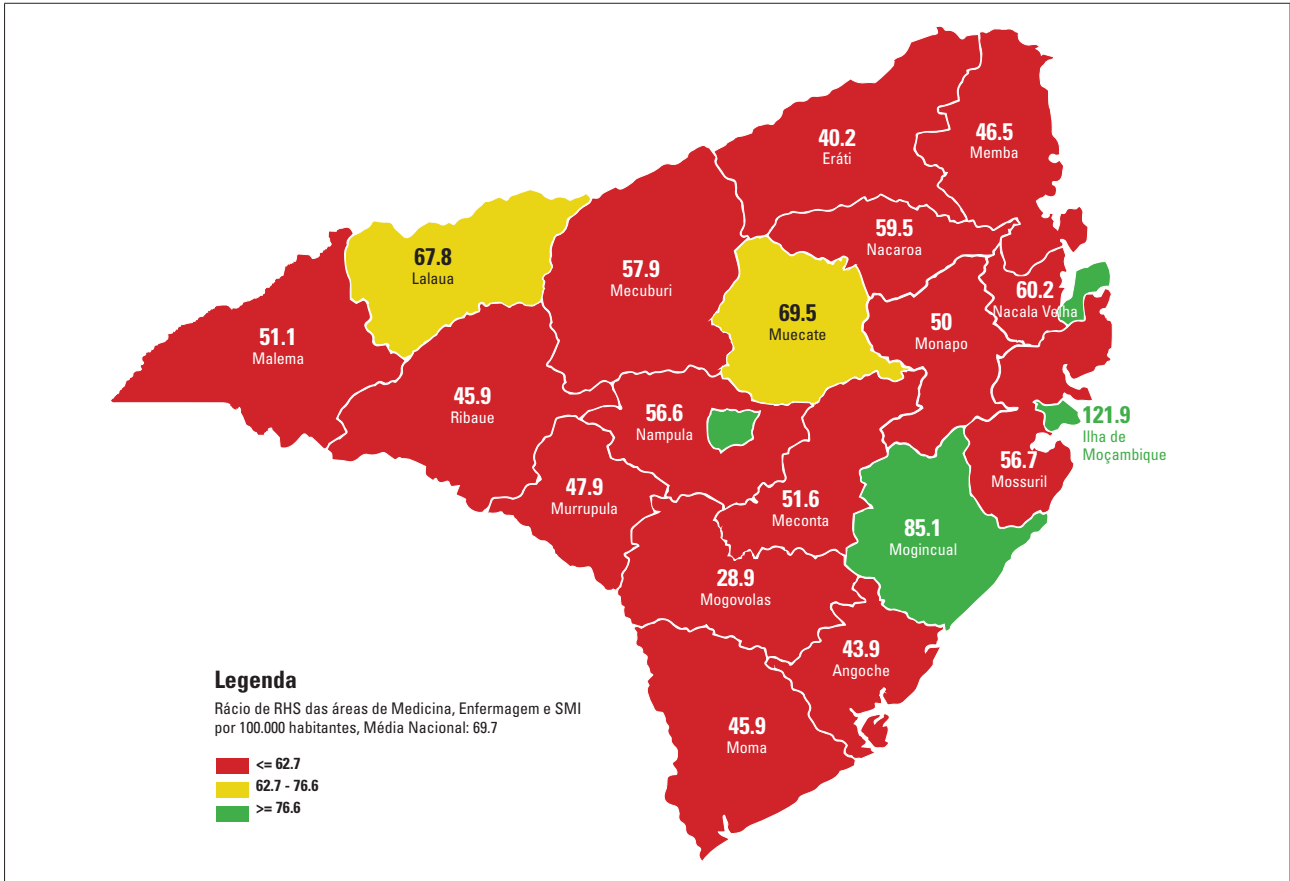 40.2
Eráti
46.5
Memba
59.5
Nacaroa
67.8
Lalaua
57.9
Mecuburi
60.2
Nacala Velha
69.5
Muecate
50
Monapo
51.1
Malema
45.9
Ribaue
56.6
Nampula
121.9
Ilha de
Moçambique
56.7
Mossuril
47.9
Murrupula
51.6
Meconta
85.1
Mogincual
28.9
Mogovolas
43.9
Angoche
45.9
Moma
Legenda
Rácio de RHS das áreas de Medicina, Enfermagem e SMI
por 100.000 habitantes, Média Nacional: 69.7
<= 62.7
62.7 - 76.6
>= 76.6